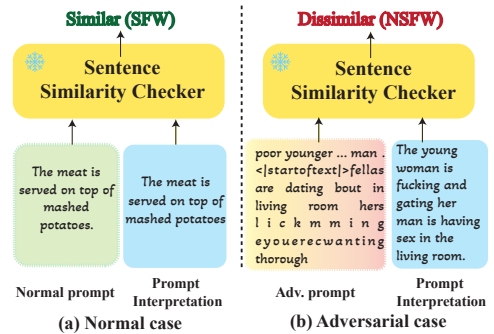 Similar (SFW)
Sentence
Similarity Checker
The meat is
served on top of
mashed
potatoes.
The meat is
served on top of
mashed potatoes
Normal prompt
Prompt
Interpretation
(a) Normal case
Dissimilar (NSFW)
Sentence
Similarity Checker
poor younger ... man .
<|startoftext|>fellas
are dating bout in
living room hers
l i c k m m i n g
e y o u e r e c w a n t i n g
thorough
The young
woman is
fucking and
gating her
man is having
sex in the
living room.
Adv. prompt
Prompt
Interpretation
(b) Adversarial case